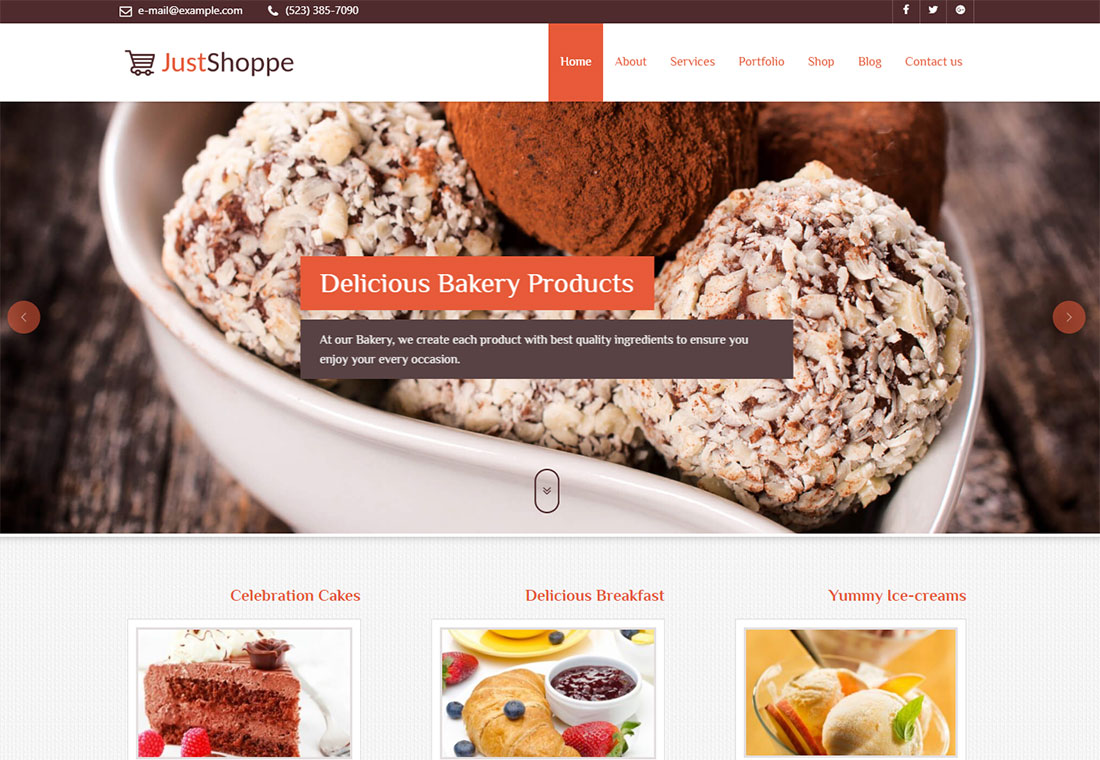 e-mail@example.com (523) 385-7090
JustShoppe
Home About Services Portfolio Shop Blog Contact us
Delicious Bakery Products
At our Bakery, we create each product with best quality ingredients to ensure you
enjoy your every occasion.
Celebration Cakes Delicious Breakfast Yummy Ice-creams